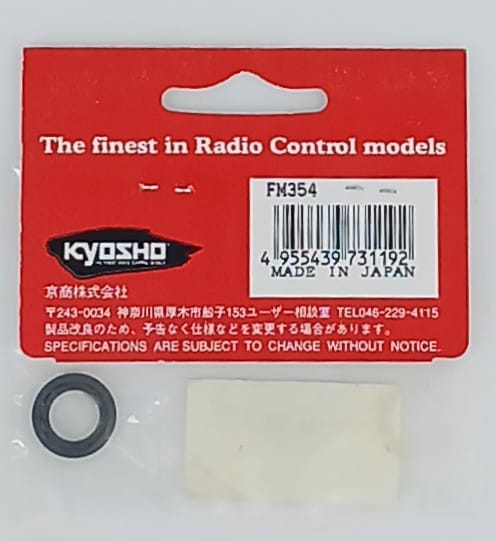 The finest in Radio Control models
FM354
4 955439 731192
MADE IN JAPAN
KYOSHO
京商株式会社
〒243-0034 神奈川県厚木市船子153ユーザー相談室 TEL046-229-4115
製品改良のため、予告なく仕様などを変更する場合があります。
SPECIFICATIONS ARE SUBJECT TO CHANGE WITHOUT NOTICE.